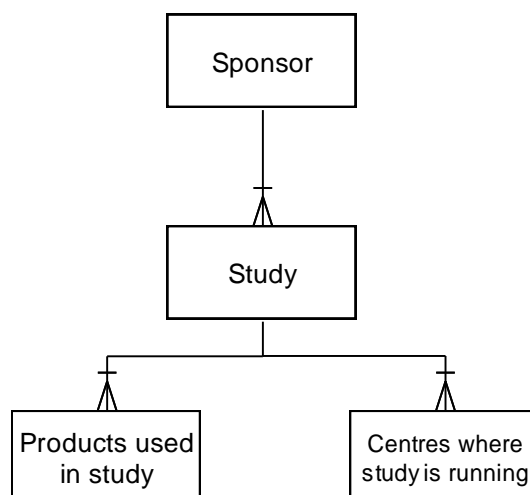 Sponsor
Study
Products used
in study
Centres where
study is running